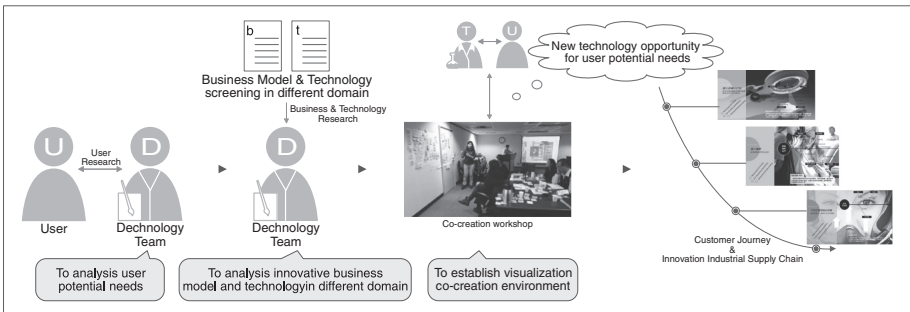 b
t
Business Model & Technology
screening in different domain
Business & Technology
Research
T
U
New technology opportunity
for user potential needs
U
User
Research
D
D
User
Dechnology
Team
Dechnology
Team
Co-creation workshop
Customer Journey
&
Innovation Industrial Supply Chain
To analysis user
potential needs
To analysis innovative business
model and technologyin different domain
To establish visualization
co-creation environment